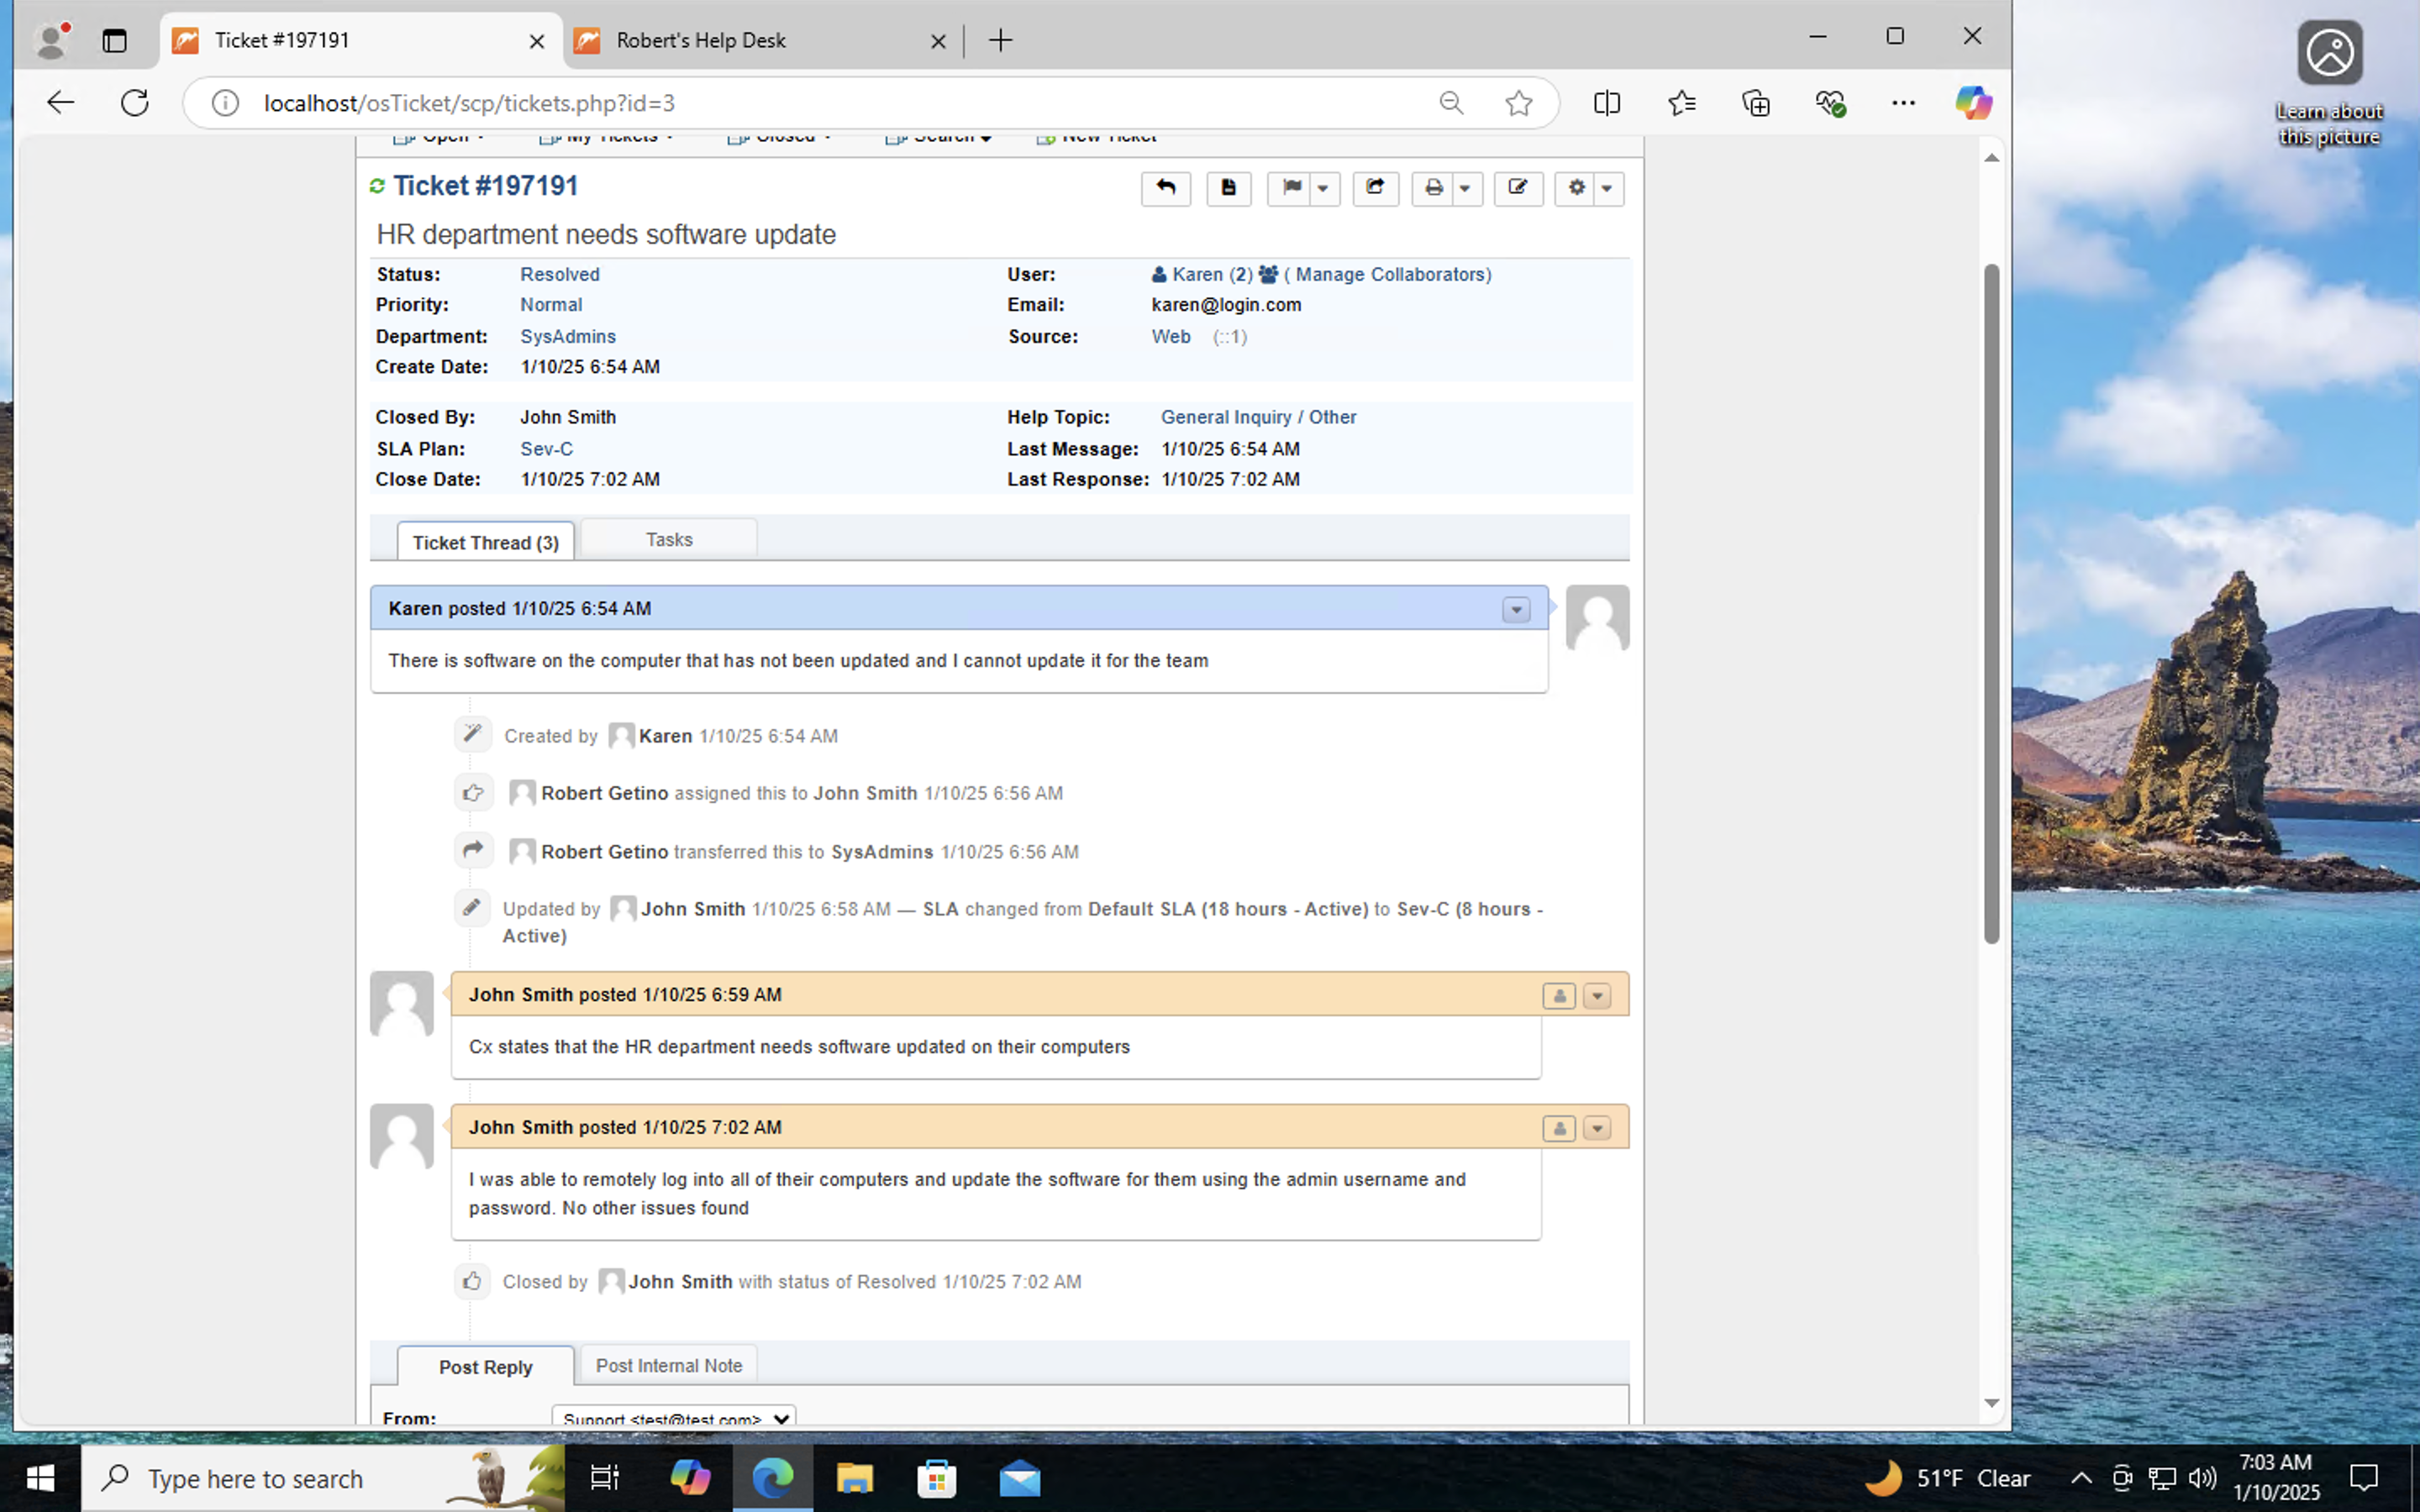 Ticket #197191
Robert's Help Desk
localhost/osTicket/scp/tickets.php?id=3
Learn about
this picture
Open
My Tickets
Closed
Search
New Ticket
Ticket #197191
HR department needs software update
Status: Resolved
User: Karen (2) ( Manage Collaborators)
Priority: Normal
Email: karen@login.com
Department: SysAdmins
Source: Web (::1)
Create Date: 1/10/25 6:54 AM
Closed By: John Smith
Help Topic: General Inquiry / Other
SLA Plan: Sev-C
Last Message: 1/10/25 6:54 AM
Close Date: 1/10/25 7:02 AM
Last Response: 1/10/25 7:02 AM
Ticket Thread (3)
Tasks
Karen posted 1/10/25 6:54 AM
There is software on the computer that has not been updated and I cannot update it for the team
Created by Karen 1/10/25 6:54 AM
Robert Getino assigned this to John Smith 1/10/25 6:56 AM
Robert Getino transferred this to SysAdmins 1/10/25 6:56 AM
Updated by John Smith 1/10/25 6:58 AM — SLA changed from Default SLA (18 hours - Active) to Sev-C (8 hours -
Active)
John Smith posted 1/10/25 6:59 AM
Cx states that the HR department needs software updated on their computers
John Smith posted 1/10/25 7:02 AM
I was able to remotely log into all of their computers and update the software for them using the admin username and
password. No other issues found
Closed by John Smith with status of Resolved 1/10/25 7:02 AM
Post Reply
Post Internal Note
From: Support <test@test.com>
Type here to search
51°F Clear
7:03 AM
1/10/2025